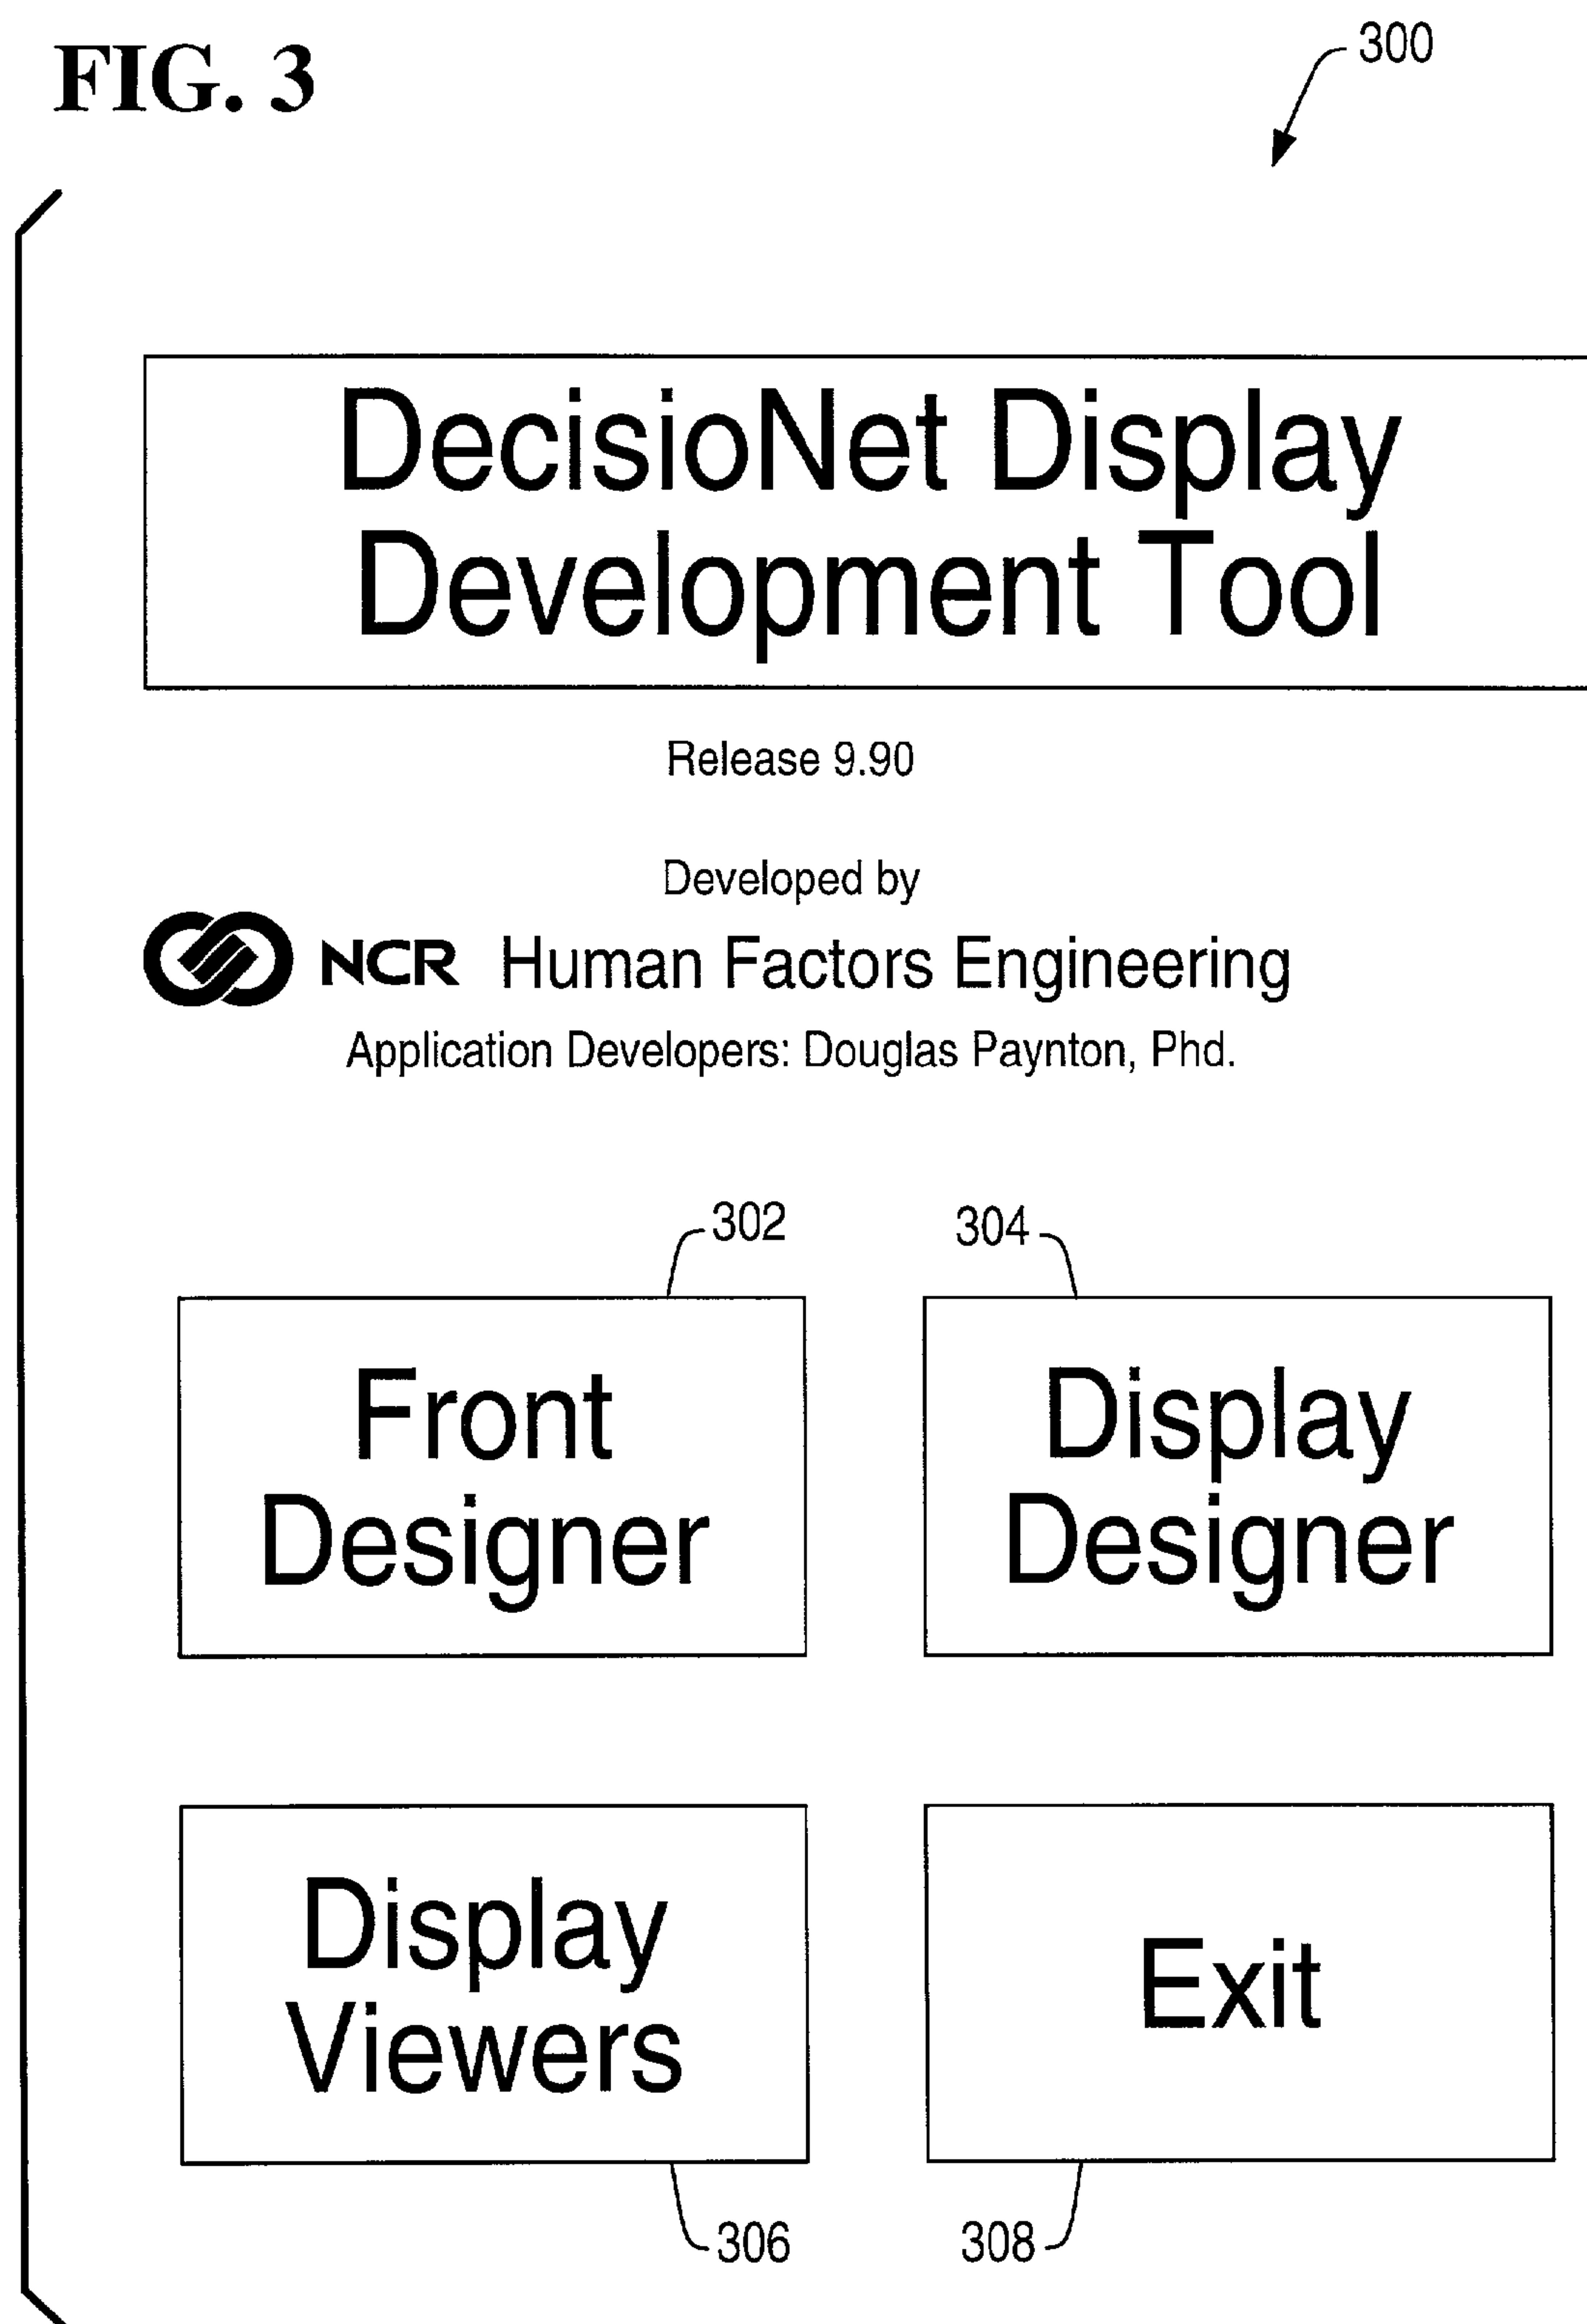 FIG. 3
300
DecisioNet Display
Development Tool
Release 9.90
Developed by
NCR Human Factors Engineering
Application Developers: Douglas Paynton, Phd.
302
304
Front
Designer
Display
Designer
Display
Viewers
Exit
306
308